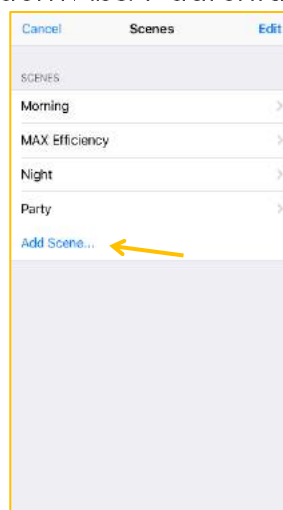 Cancel Scenes Edit
SCENES
Morning
MAX Efficiency
Night
Party
Add Scene...